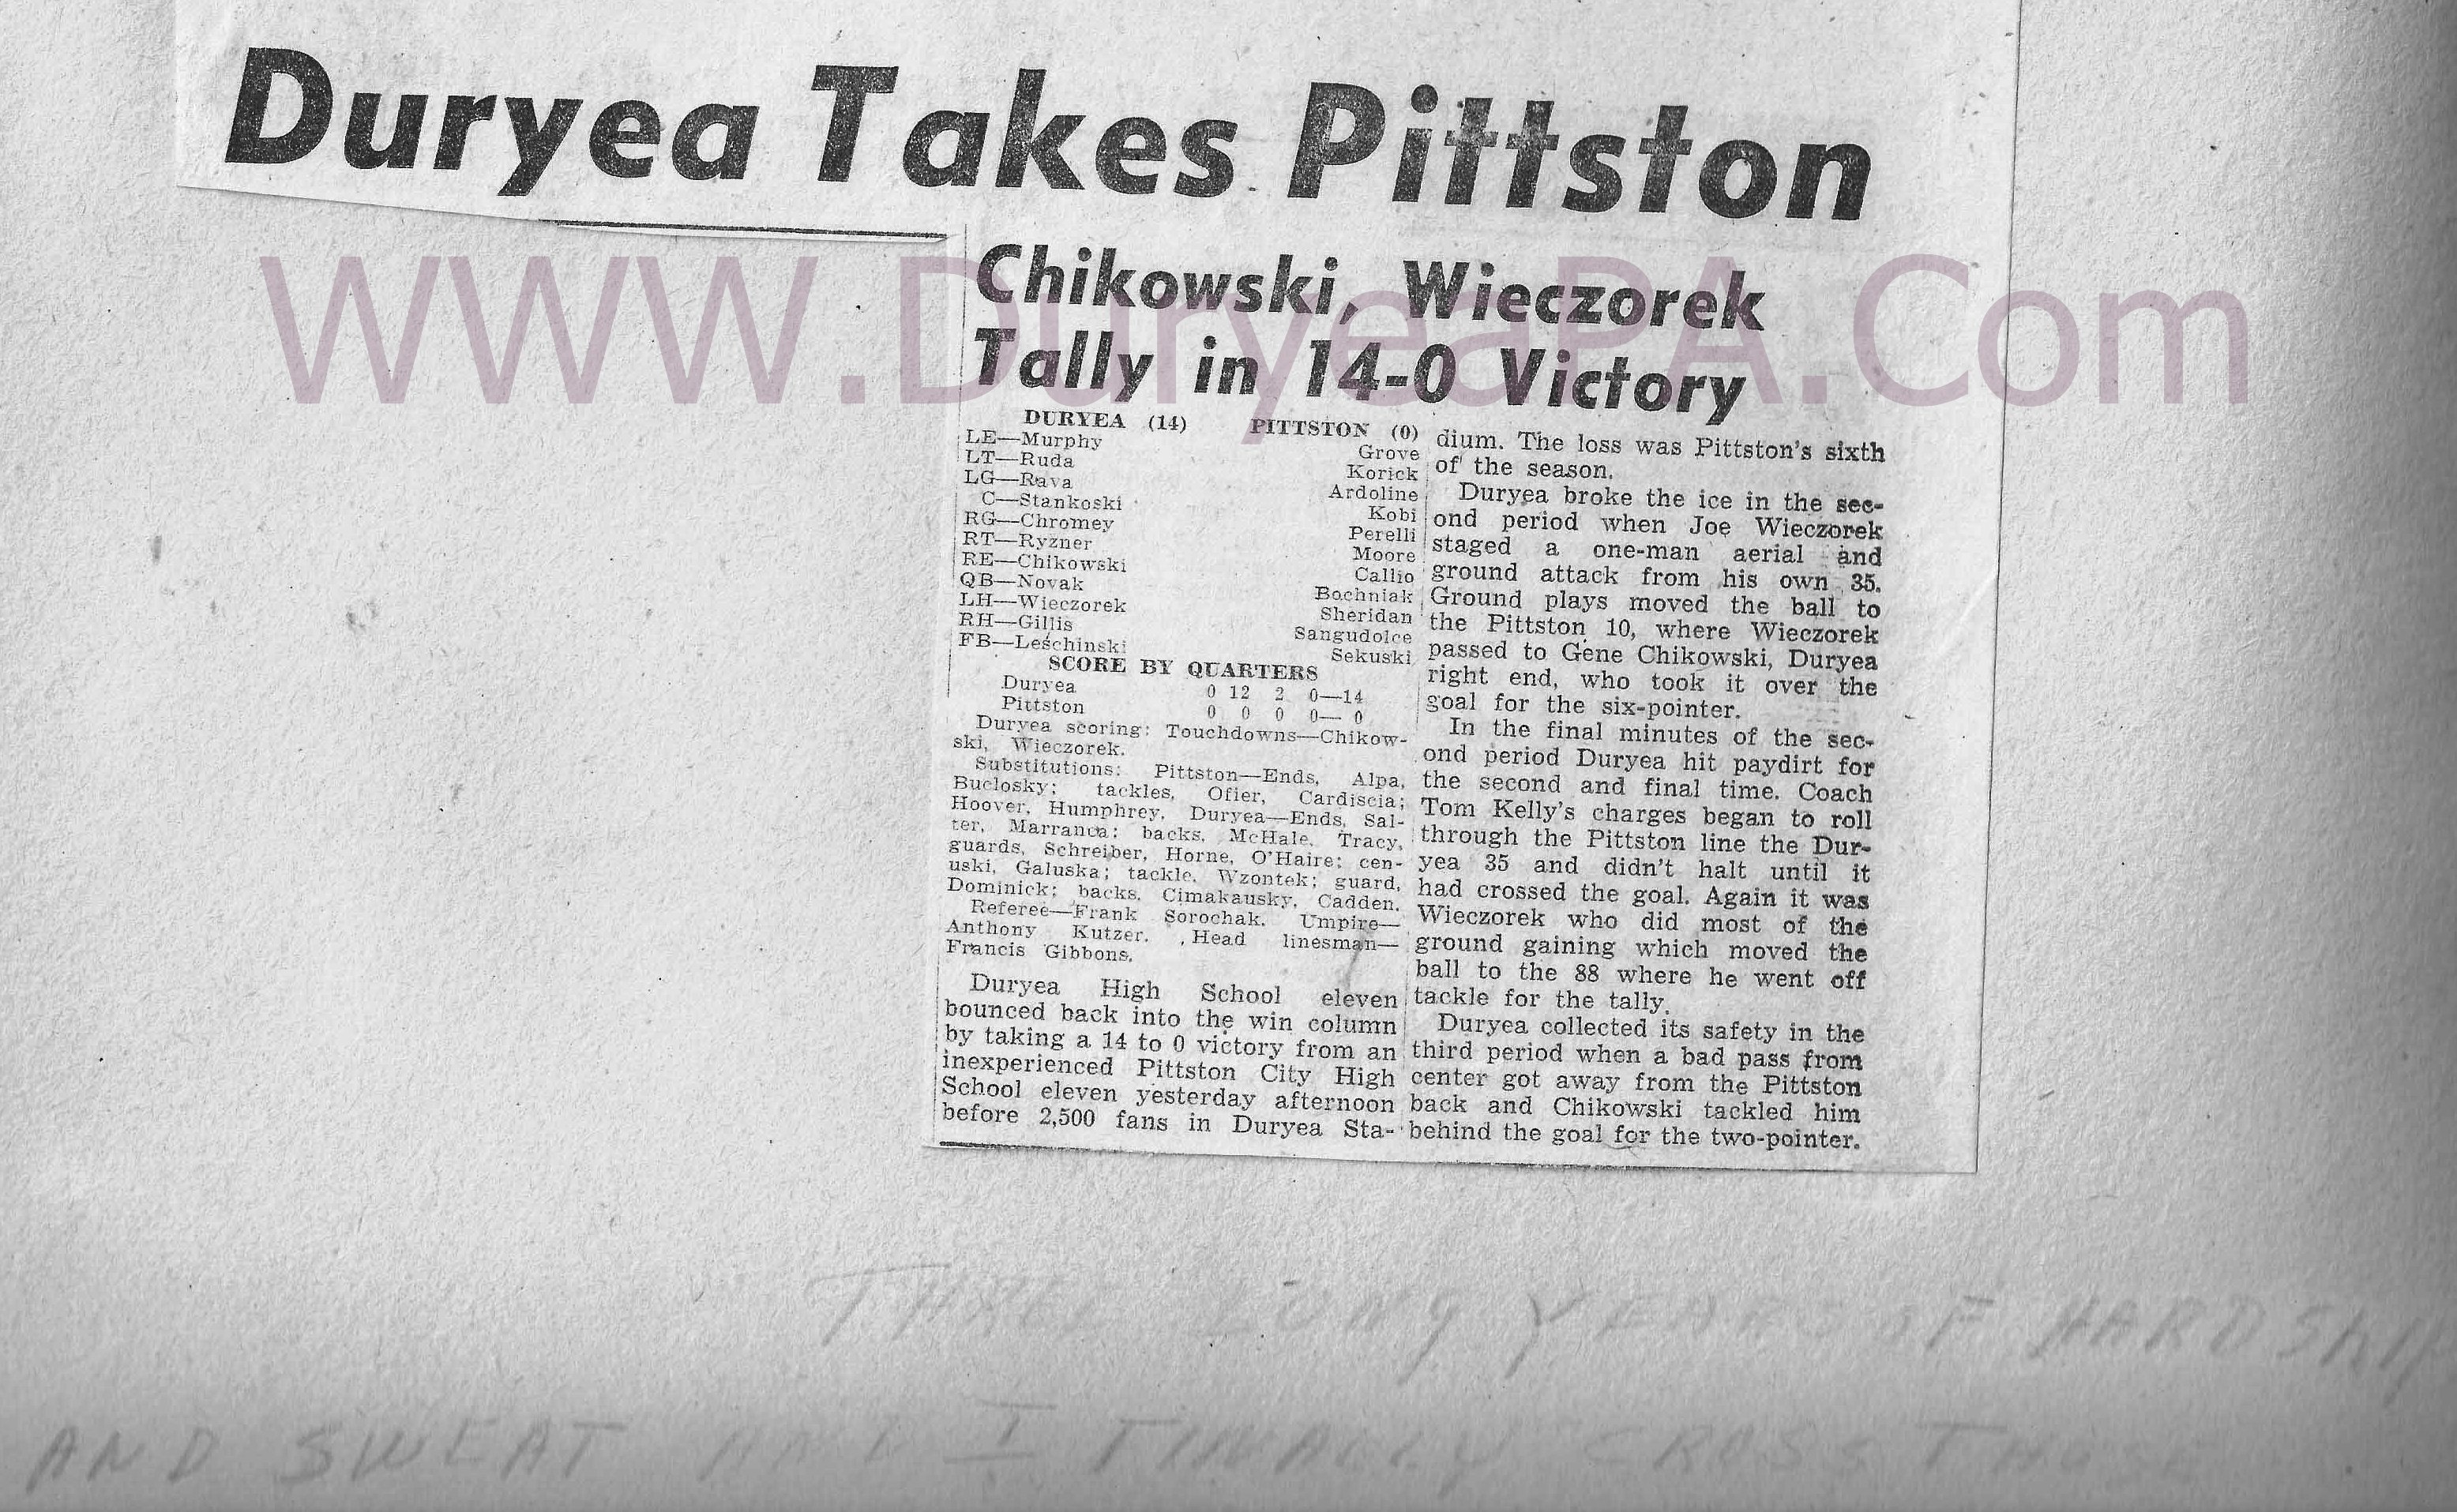 Duryea Takes Pittston
WWW.DuryeaPA.Com
Chikowski, Wieczorek
Tally in 14-0 Victory
DURYEA (14) PITTSTON (0)
LE—Murphy Grove
LT—Ruda Korick
LG—Rava Ardoline
C—Stankoski Kobi
RG—Chromey Perelli
RT—Ryzner Moore
RE—Chikowski Callio
QB—Novak Bochniak
LH—Wieczorek Sheridan
RH—Gillis Sangudolce
FB—Leschinski Sekuski
SCORE BY QUARTERS
Duryea 0 12 2 0—14
Pittston 0 0 0 0— 0
Duryea scoring: Touchdowns—Chikow-
ski, Wieczorek.
Substitutions: Pittston—Ends, Alpa,
Buclosky; tackles, Ofier, Cardiscia;
Hoover, Humphrey, Duryea—Ends, Sal-
ter, Marranca; backs, McHale, Tracy,
guards, Schreiber, Horne, O'Haire; cen-
uski, Galuska; tackle, Wzontek; guard,
Dominick; backs, Cimakausky, Cadden.
Referee—Frank Sorochak. Umpire—
Anthony Kutzer. Head linesman—
Francis Gibbons.
Duryea High School eleven
bounced back into the win column
by taking a 14 to 0 victory from an
inexperienced Pittston City High
School eleven yesterday afternoon
before 2,500 fans in Duryea Sta-
dium. The loss was Pittston's sixth
of the season.
Duryea broke the ice in the sec-
ond period when Joe Wieczorek
staged a one-man aerial and
ground attack from his own 35.
Ground plays moved the ball to
the Pittston 10, where Wieczorek
passed to Gene Chikowski, Duryea
right end, who took it over the
goal for the six-pointer.
In the final minutes of the sec-
ond period Duryea hit paydirt for
the second and final time. Coach
Tom Kelly's charges began to roll
through the Pittston line the Dur-
yea 35 and didn't halt until it
had crossed the goal. Again it was
Wieczorek who did most of the
ground gaining which moved the
ball to the 88 where he went off
tackle for the tally.
Duryea collected its safety in the
third period when a bad pass from
center got away from the Pittston
back and Chikowski tackled him
behind the goal for the two-pointer.
LONG YEARS OF HARDSHI
AND SWEAT AND I FINALLY CROSS